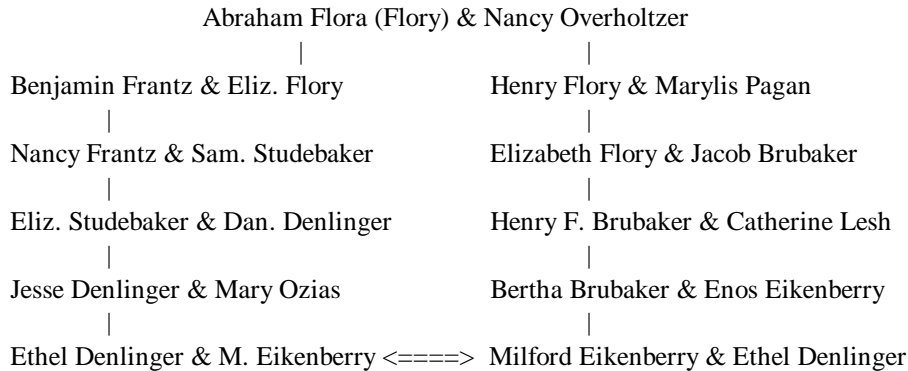 Abraham Flora (Flory) & Nancy Overholtzer
Benjamin Frantz & Eliz. Flory Henry Flory & Marylis Pagan
Nancy Frantz & Sam. Studebaker Elizabeth Flory & Jacob Brubaker
Eliz. Studebaker & Dan. Denlinger Henry F. Brubaker & Catherine Lesh
Jesse Denlinger & Mary Ozias Bertha Brubaker & Enos Eikenberry
Ethel Denlinger & M. Eikenberry <====> Milford Eikenberry & Ethel Denlinger